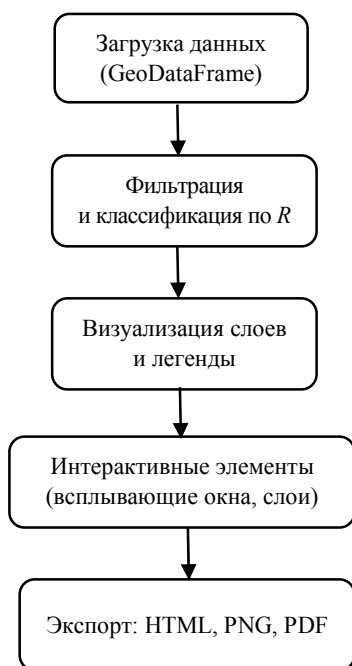 Загрузка данных
(GeoDataFrame)
Фильтрация
и классификация по R
Визуализация слоев
и легенды
Интерактивные элементы
(всплывающие окна, слои)
Экспорт: HTML, PNG, PDF